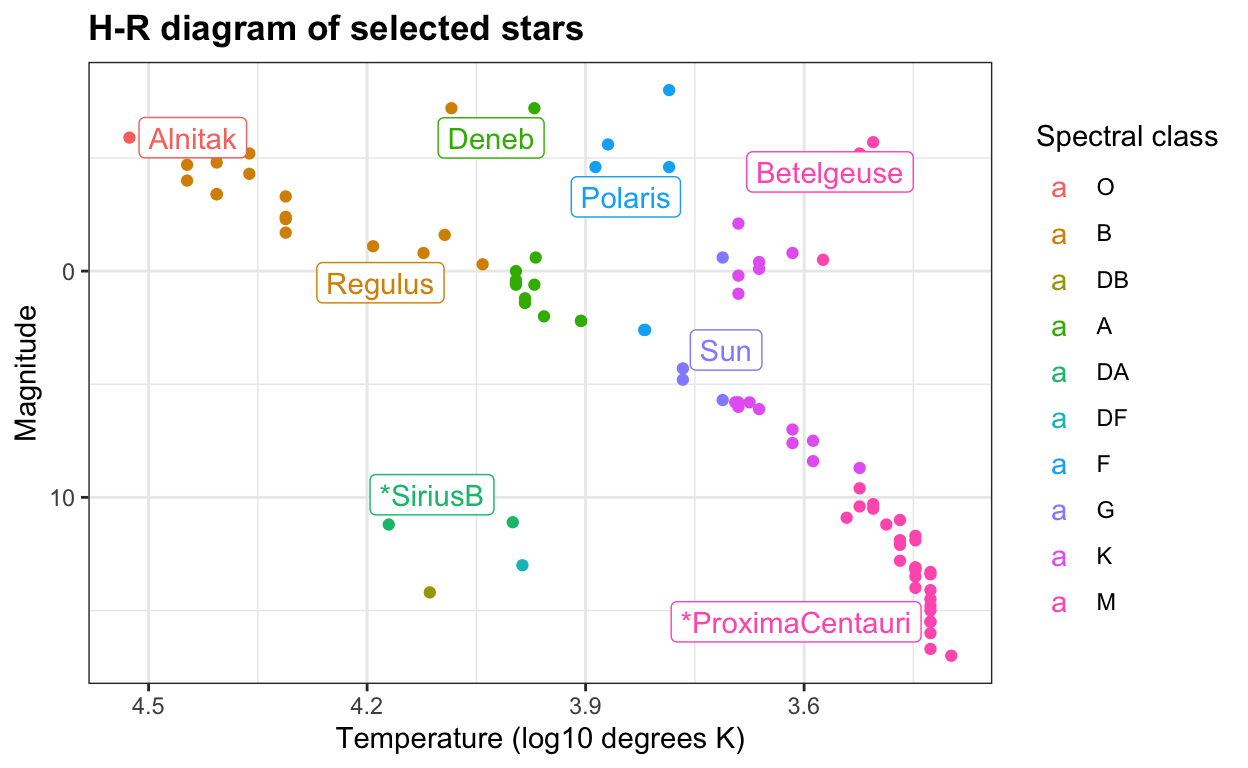 H-R diagram of selected stars
Alnitak
Deneb
Betelgeuse
Polaris
Regulus
Sun
*SiriusB
*ProximaCentauri
Magnitude
0
10
4.5 4.2 3.9 3.6
Temperature (log10 degrees K)
Spectral class
a O
a B
a DB
a A
a DA
a DF
a F
a G
a K
a M